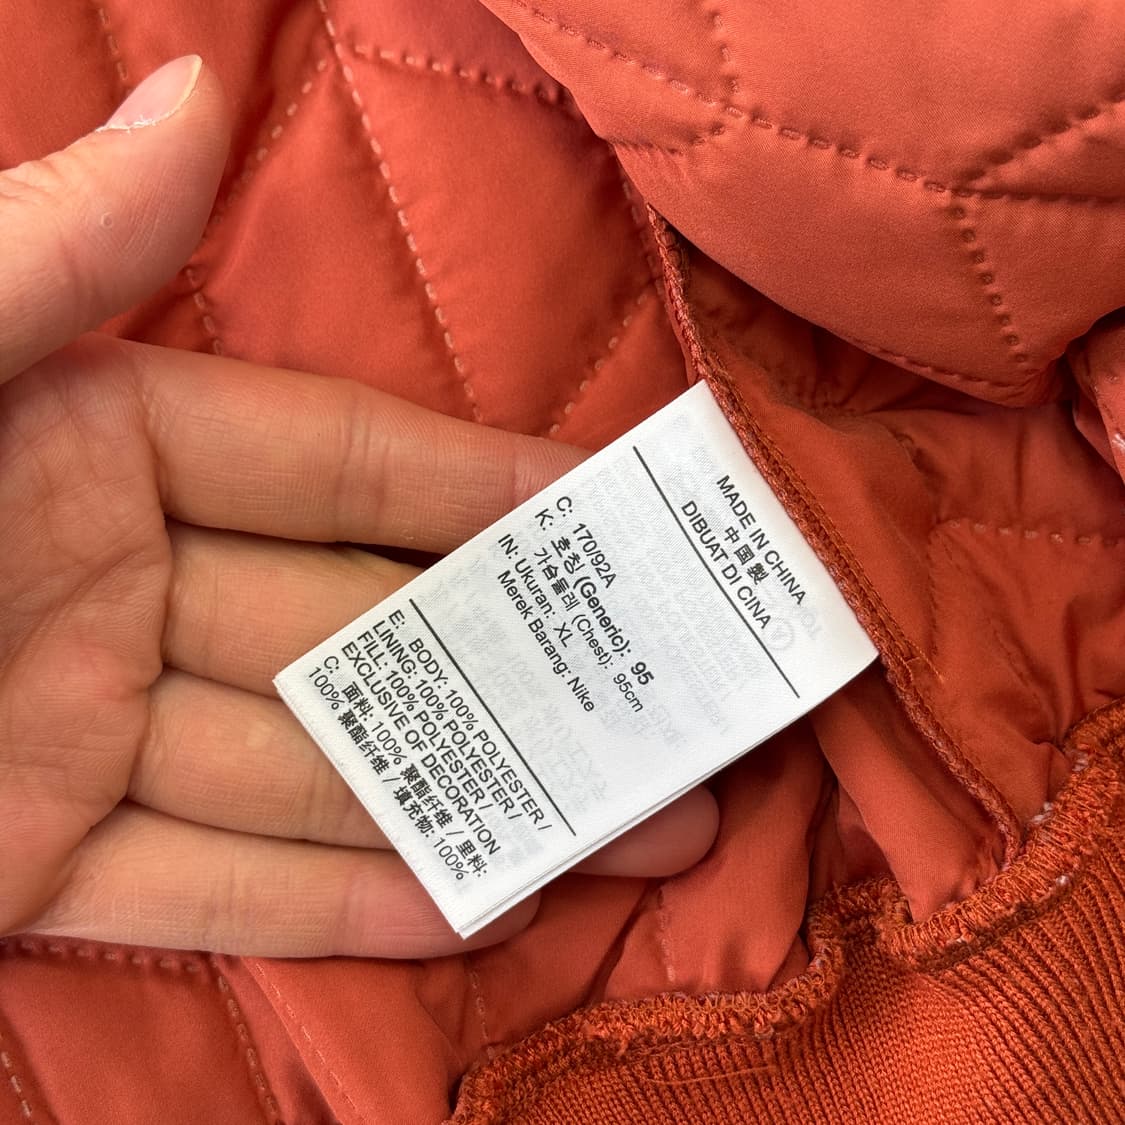 MADE IN CHINA
中国製
DIBUAT DI CINA
C: 170/92A
K: 호칭 (Generic): 95
가슴둘레 (Chest): 95cm
IN: Ukuran: XL
Merek Barang: Nike
E: BODY: 100% POLYESTER /
LINING: 100% POLYESTER /
FILL: 100% POLYESTER /
EXCLUSIVE OF DECORATION
C: 面料: 100% 聚酯纤维 / 里料:
100% 聚酯纤维 / 填充物: 100%